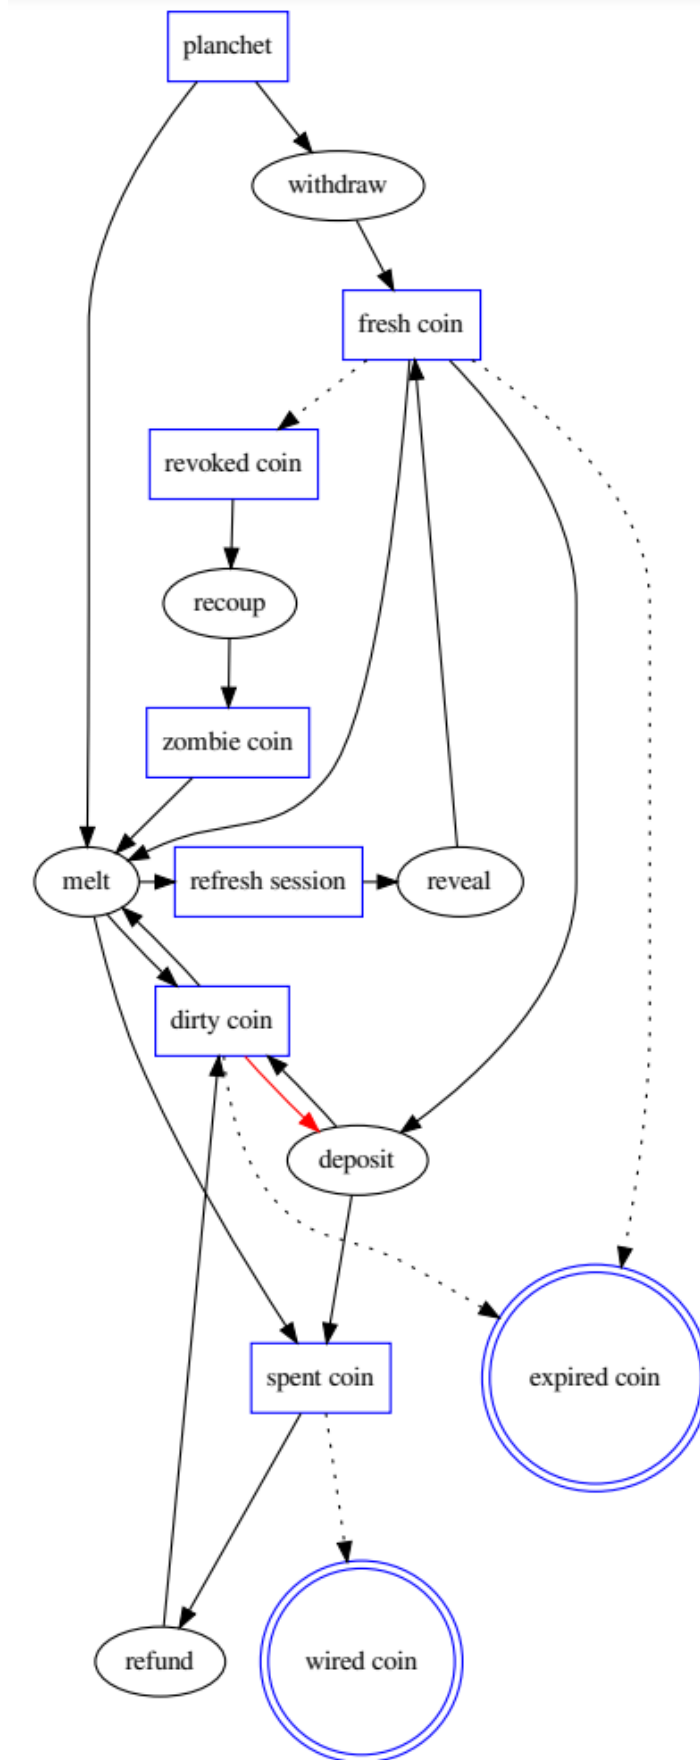 planchet
withdraw
fresh coin
revoked coin
recoup
zombie coin
melt
refresh session
reveal
dirty coin
deposit
spent coin
expired coin
refund
wired coin